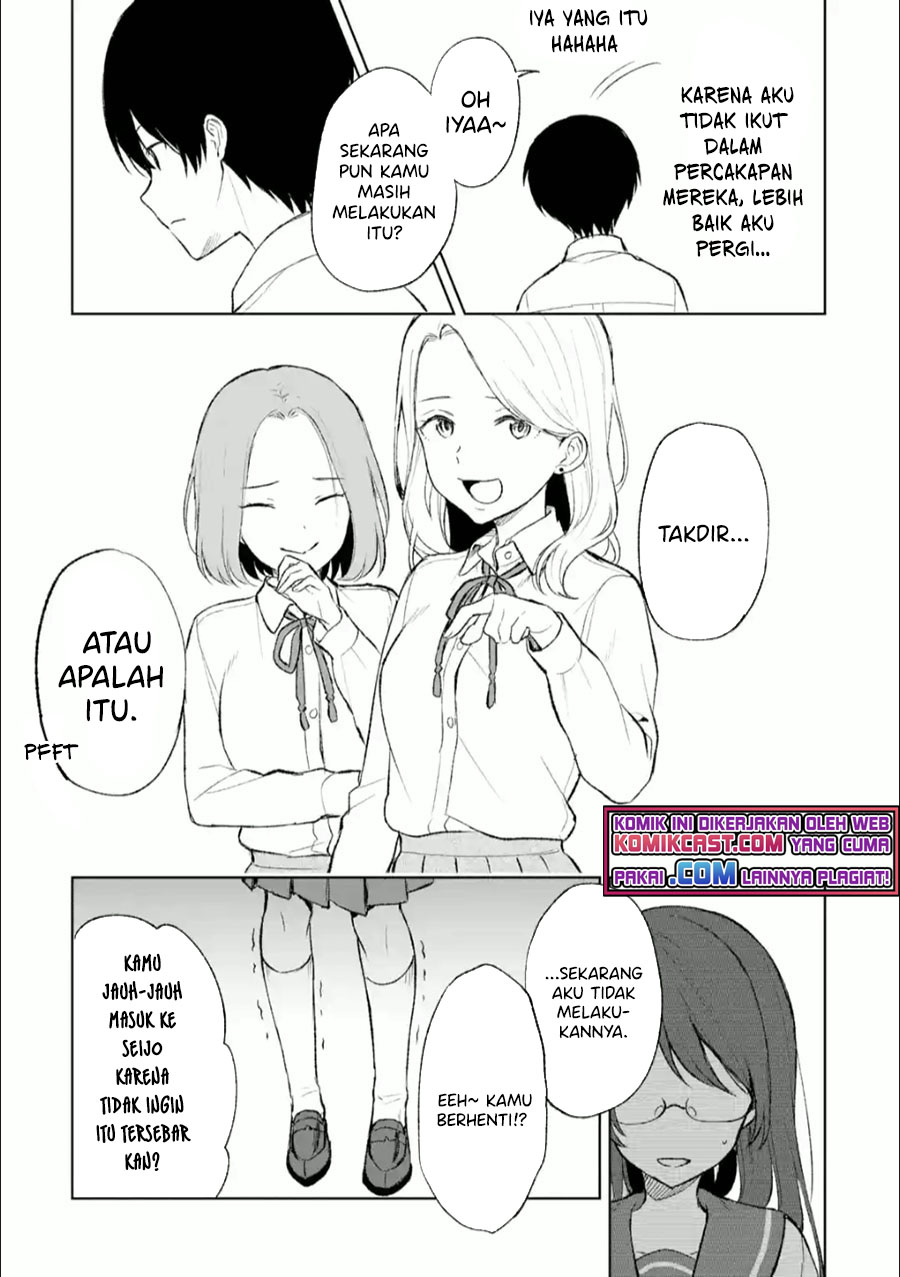 IYA YANG ITU
HAHAHA
KARENA AKU
TIDAK IKUT
DALAM
PERCAKAPAN
MEREKA, LEBIH
BAIK AKU
PERGI...
OH
IYAA~
APA
SEKARANG
PUN KAMU
MASIH
MELAKUKAN
ITU?
TAKDIR...
ATAU
APALAH
ITU.
PFFT
KOMIK INI DIKERJAKAN OLEH WEB
KOMIKCAST.COM YANG CUMA
PAKAI .COM LAINNYA PLAGIAT!
...SEKARANG
AKU TIDAK
MELAKU-
KANNYA.
EEH~ KAMU
BERHENTI!?
KAMU
JAUH-JAUH
MASUK KE
SEIJO
KARENA
TIDAK INGIN
ITU TERSEBAR
KAN?